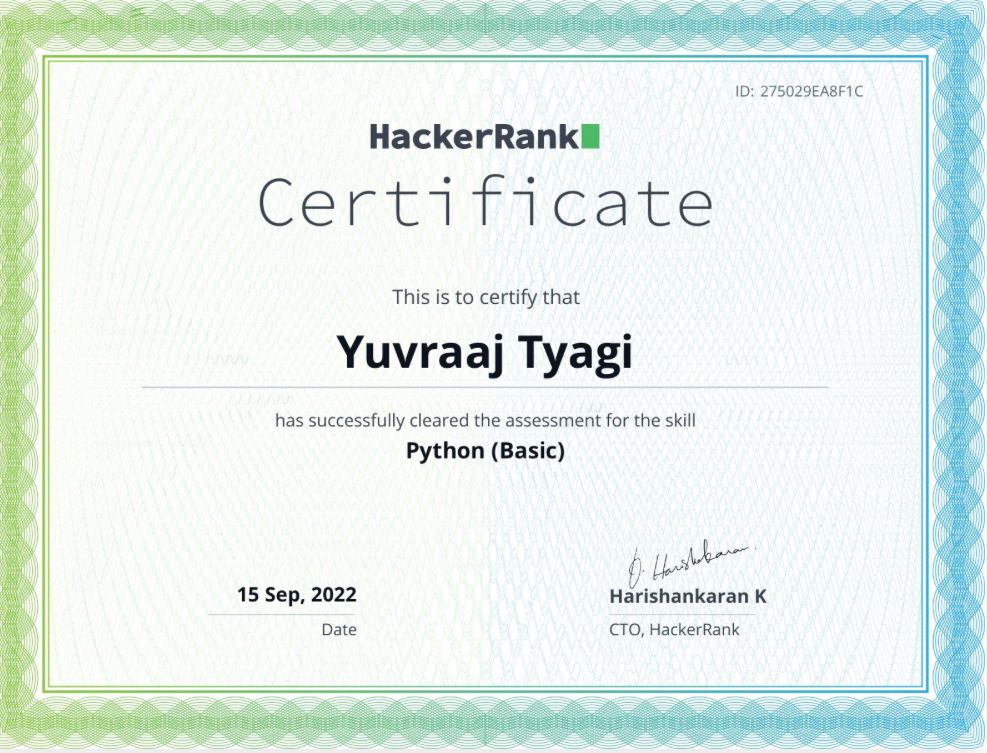 ID: 275029EA8F1C
HackerRank
Certificate
This is to certify that
Yuvraaj Tyagi
has successfully cleared the assessment for the skill
Python (Basic)
15 Sep, 2022
Date
Harishankaran K
CTO, HackerRank